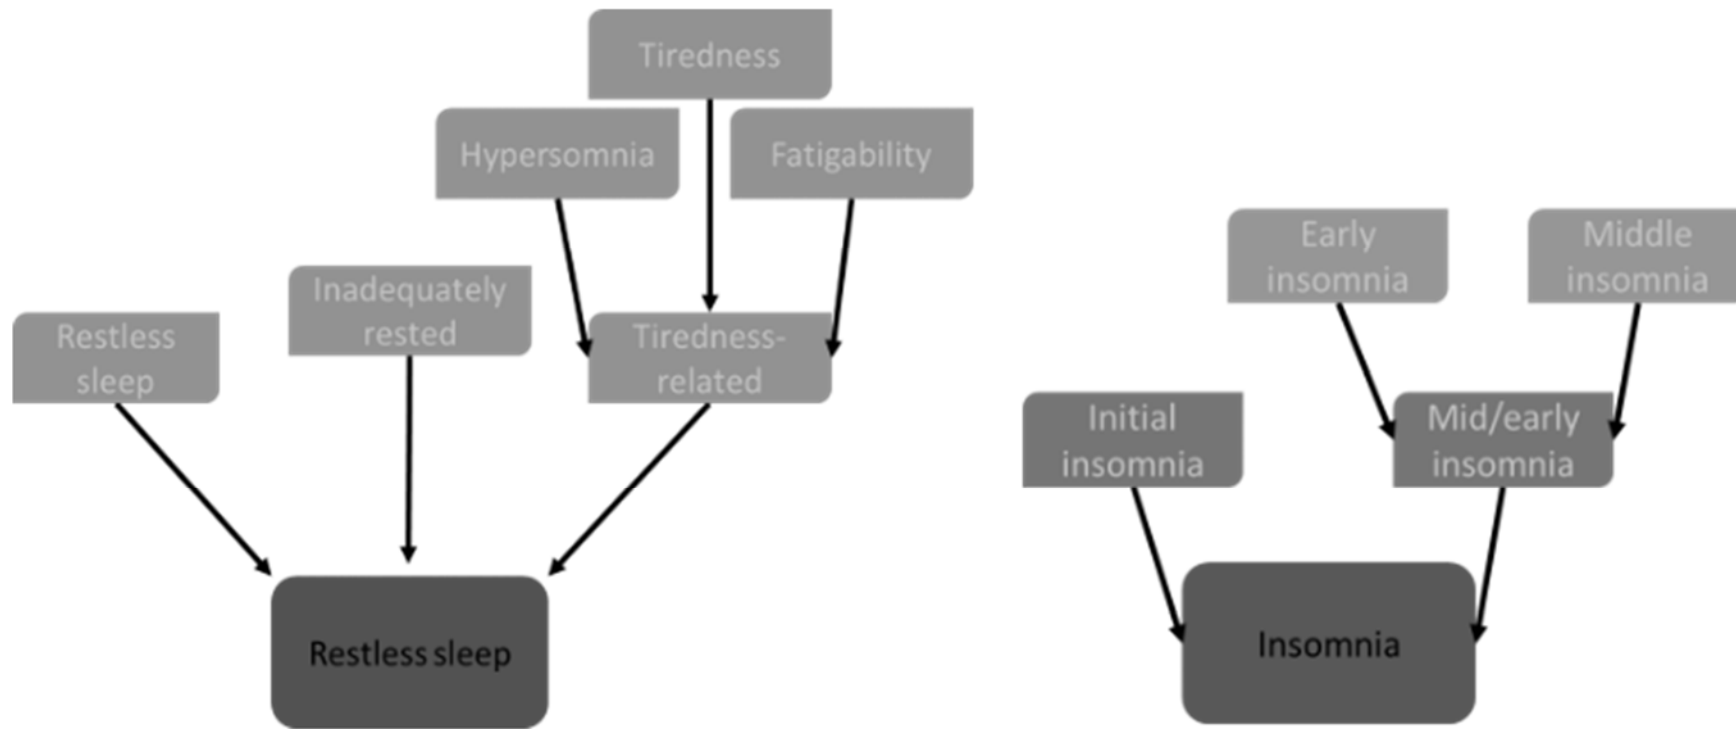 Tiredness
Hypersomnia
Fatigability
Inadequately
rested
Restless
sleep
Tiredness-
related
Restless sleep
Early
insomnia
Middle
insomnia
Initial
insomnia
Mid/early
insomnia
Insomnia